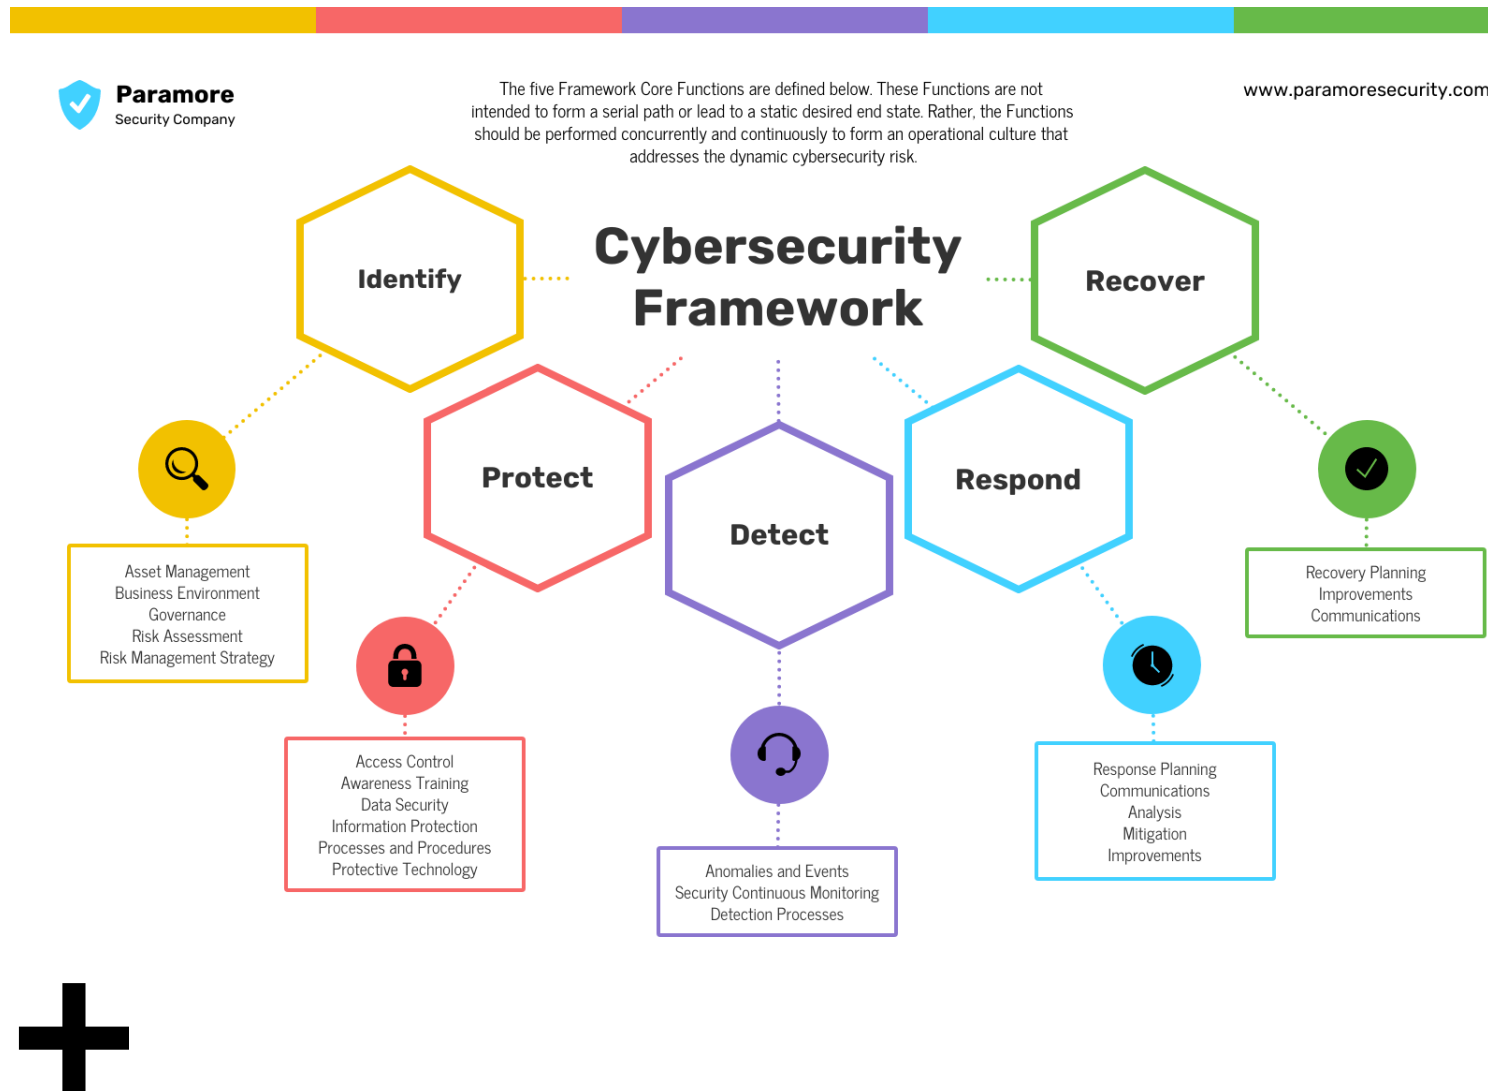 Paramore
Security Company
The five Framework Core Functions are defined below. These Functions are not
intended to form a serial path or lead to a static desired end state. Rather, the Functions
should be performed concurrently and continuously to form an operational culture that
addresses the dynamic cybersecurity risk.
www.paramoresecurity.com
Cybersecurity
Framework
Identify
Asset Management
Business Environment
Governance
Risk Assessment
Risk Management Strategy
Protect
Access Control
Awareness Training
Data Security
Information Protection
Processes and Procedures
Protective Technology
Detect
Anomalies and Events
Security Continuous Monitoring
Detection Processes
Respond
Response Planning
Communications
Analysis
Mitigation
Improvements
Recover
Recovery Planning
Improvements
Communications